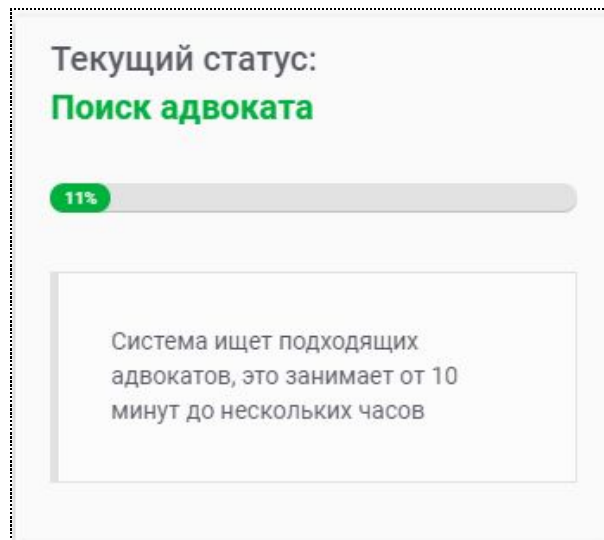 Текущий статус:
Поиск адвоката
11%
Система ищет подходящих
адвокатов, это занимает от 10
минут до нескольких часов